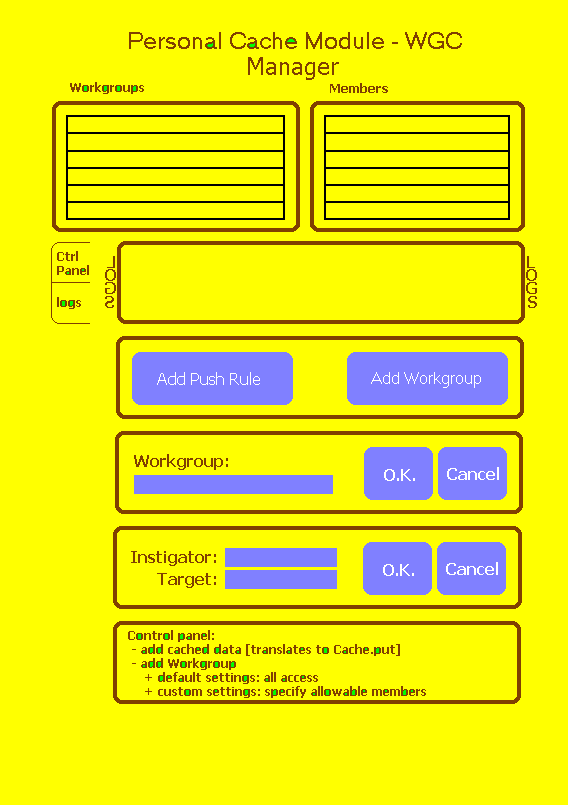 Personal Cache Module - WGC
Manager
Workgroups
Members
Ctrl
Panel
logs
LOGS
LOGS
Add Push Rule
Add Workgroup
Workgroup:
O.K.
Cancel
Instigator:
Target:
O.K.
Cancel
Control panel:
- add cached data [translates to Cache.put]
- add Workgroup
+ default settings: all access
+ custom settings: specify allowable members